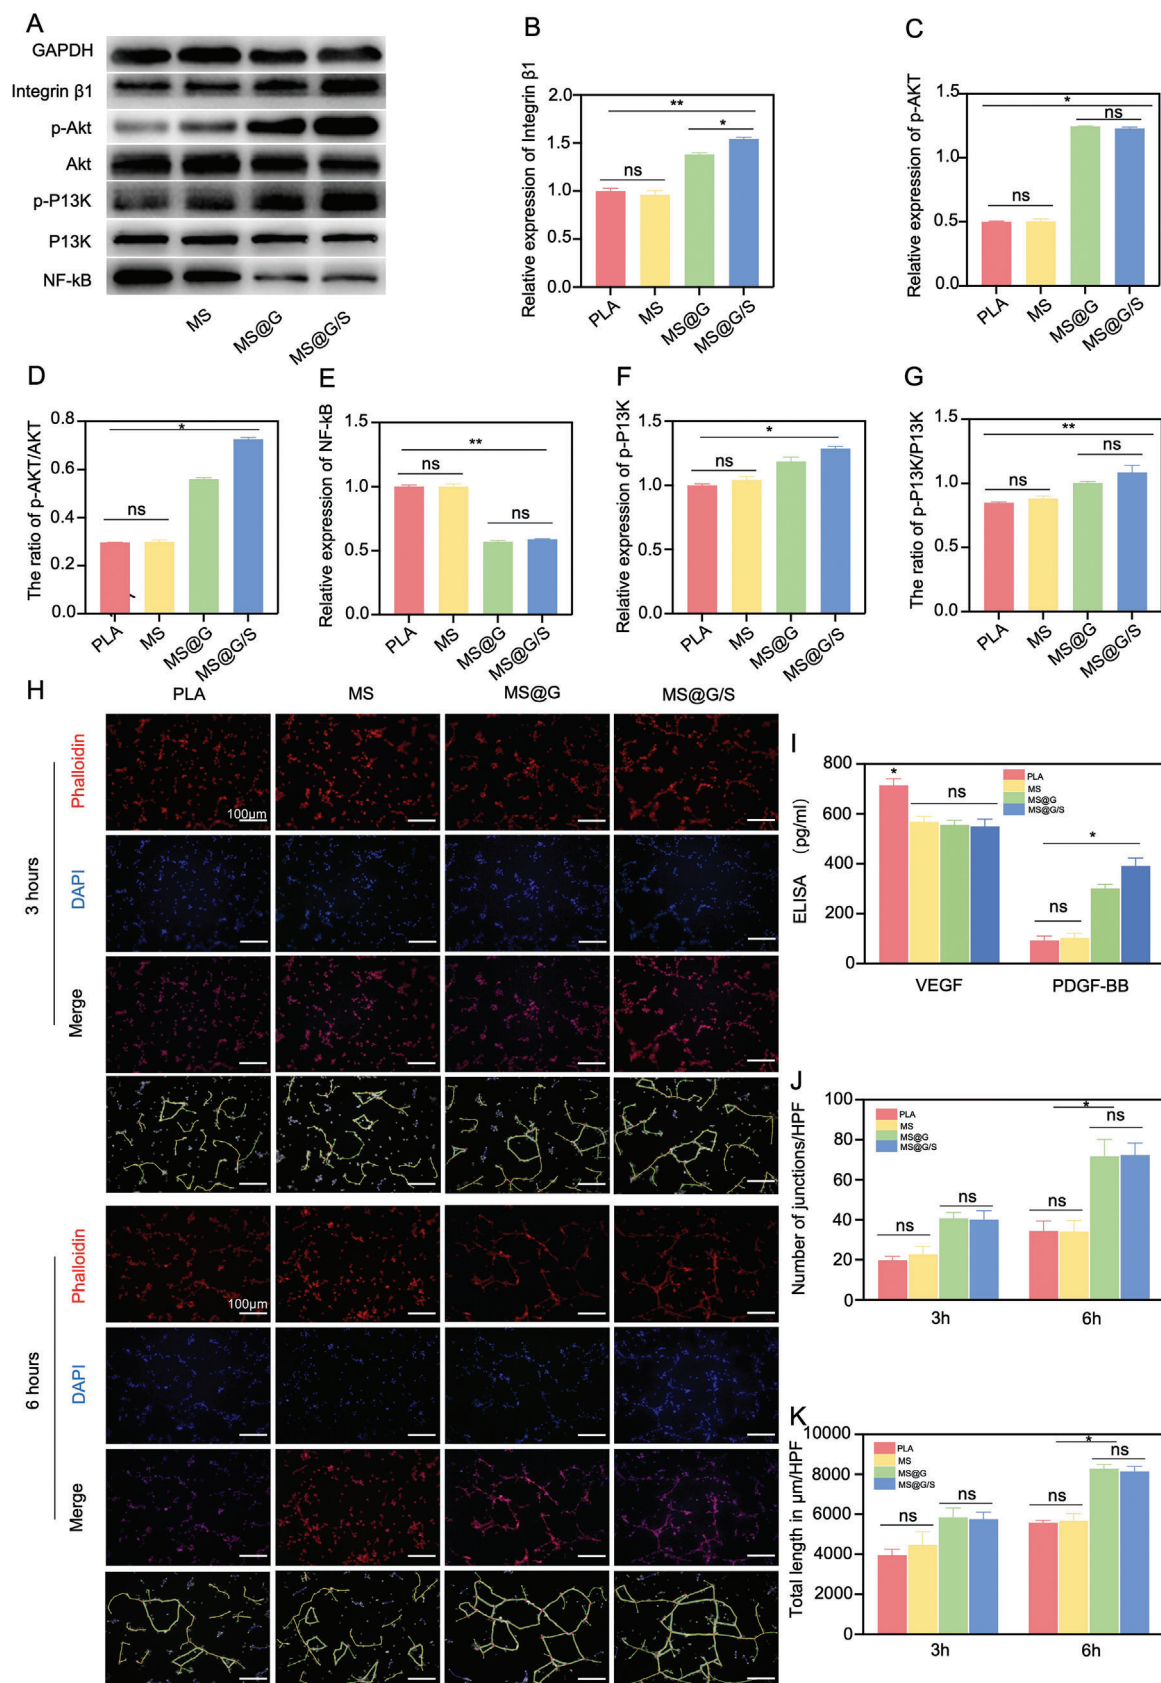 A
GAPDH
Integrin β1
p-Akt
Akt
p-P13K
P13K
NF-kB
MS
MS@G
MS@G/S
B
Relative expression of Integrin β1
2.0
1.5
1.0
0.5
0.0
**
*
ns
PLA
MS
MS@G
MS@G/S
C
Relative expression of p-AKT
1.5
1.0
0.5
0.0
*
ns
ns
PLA
MS
MS@G
MS@G/S
D
The ratio of p-AKT/AKT
0.8
0.6
0.4
0.2
0.0
*
ns
PLA
MS
MS@G
MS@G/S
E
Relative expression of NF-kB
1.5
1.0
0.5
0.0
**
ns
ns
PLA
MS
MS@G
MS@G/S
F
Relative expression of p-P13K
1.5
1.0
0.5
0.0
*
ns
PLA
MS
MS@G
MS@G/S
G
The ratio of p-P13K/P13K
1.5
1.0
0.5
0.0
**
ns
ns
PLA
MS
MS@G
MS@G/S
H
PLA
MS
MS@G
MS@G/S
3 hours
Phalloidin
100μm
DAPI
Merge
6 hours
Phalloidin
100μm
DAPI
Merge
I
ELISA (pg/ml)
800
600
400
200
0
*
ns
ns
*
PLA
MS
MS@G
MS@G/S
VEGF
PDGF-BB
J
Number of junctions/HPF
100
80
60
40
20
0
PLA
MS
MS@G
MS@G/S
ns
ns
ns
*
ns
3h
6h
K
Total length in μm/HPF
10000
8000
6000
4000
2000
0
PLA
MS
MS@G
MS@G/S
ns
ns
ns
*
ns
3h
6h